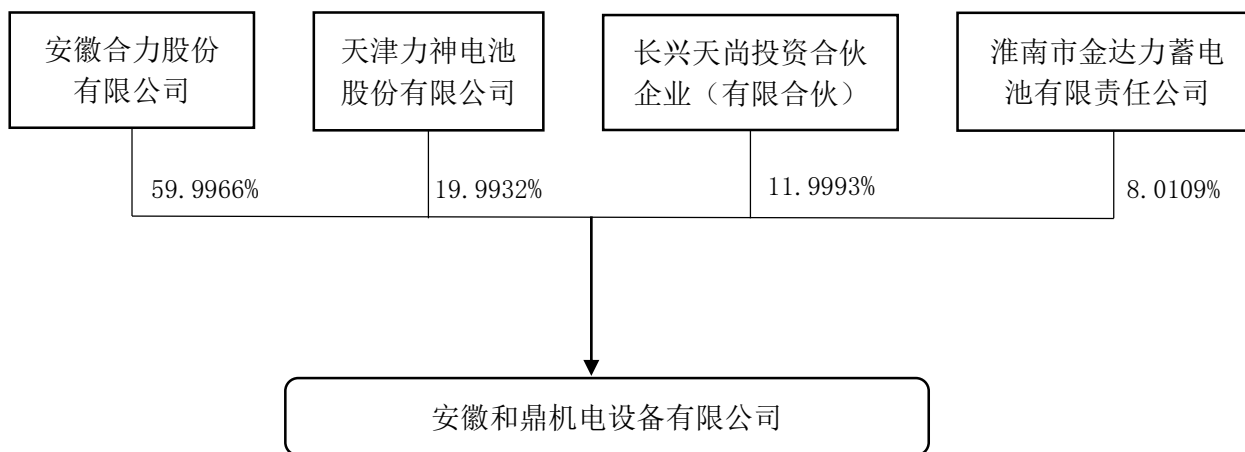 安徽合力股份
有限公司
天津力神电池
股份有限公司
长兴天尚投资合伙
企业（有限合伙）
淮南市金达力蓄电
池有限责任公司
59.9966%
19.9932%
11.9993%
8.0109%
安徽和鼎机电设备有限公司